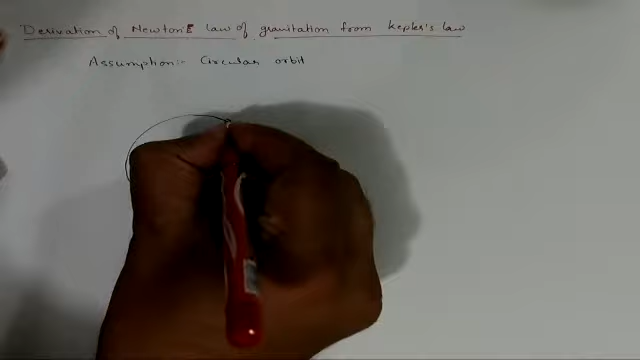 Derivation of Newton's law of gravitation from Kepler's law
Assumption:- Circular orbit